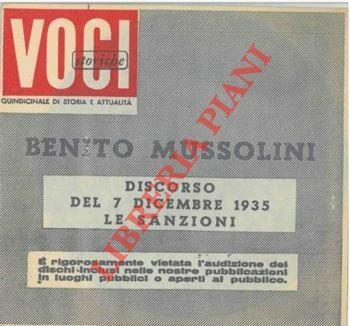 VOCI
storiche
QUINDICINALE DI STORIA E ATTUALITÀ
BENITO MUSSOLINI
DISCORSO
DEL 7 DICEMBRE 1935
LE SANZIONI
È rigorosamente vietata l'audizione dei
dischi inclusi nelle nostre pubblicazioni
in luoghi pubblici o aperti al pubblico.
LIBRERIA PIANI